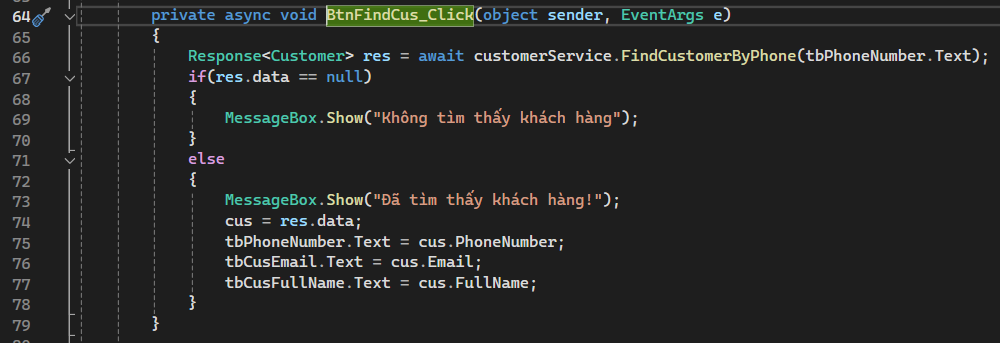 64 private async void BtnFindCus_Click(object sender, EventArgs e)
65 {
66 Response<Customer> res = await customerService.FindCustomerByPhone(tbPhoneNumber.Text);
67 if(res.data == null)
68 {
69 MessageBox.Show("Không tìm thấy khách hàng");
70 }
71 else
72 {
73 MessageBox.Show("Đã tìm thấy khách hàng!");
74 cus = res.data;
75 tbPhoneNumber.Text = cus.PhoneNumber;
76 tbCusEmail.Text = cus.Email;
77 tbCusFullName.Text = cus.FullName;
78 }
79 }